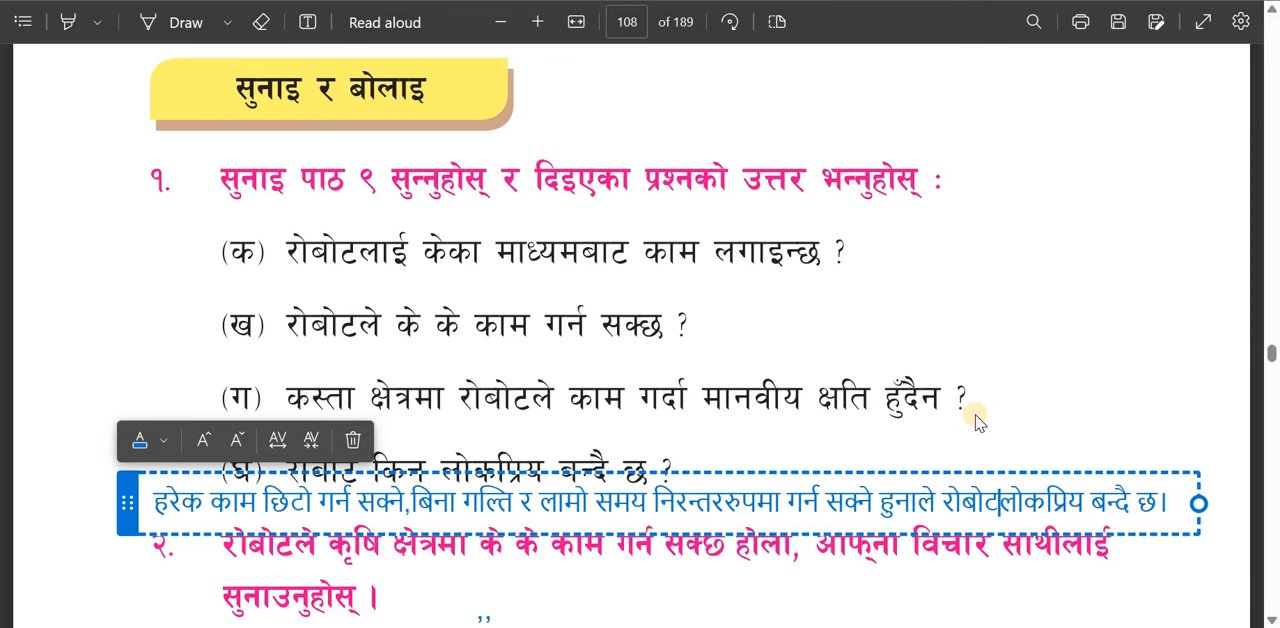 Draw Read aloud 108 of 189
सुनाइ र बोलाइ
१. सुनाइ पाठ ९ सुन्नुहोस् र दिइएका प्रश्नको उत्तर भन्नुहोस् :
(क) रोबोटलाई केका माध्यमबाट काम लगाइन्छ ?
(ख) रोबोटले के के काम गर्न सक्छ ?
(ग) कस्ता क्षेत्रमा रोबोटले काम गर्दा मानवीय क्षति हुँदैन ?
(घ) रोबोट किन लोकप्रिय बन्दै छ ?
हरेक काम छिटो गर्न सक्ने,बिना गल्ति र लामो समय निरन्तररुपमा गर्न सक्ने हुनाले रोबोटलोकप्रिय बन्दै छ।
२. रोबोटले कृषि क्षेत्रमा के के काम गर्न सक्छ होला, आफ्ना विचार साथीलाई
सुनाउनुहोस् ।